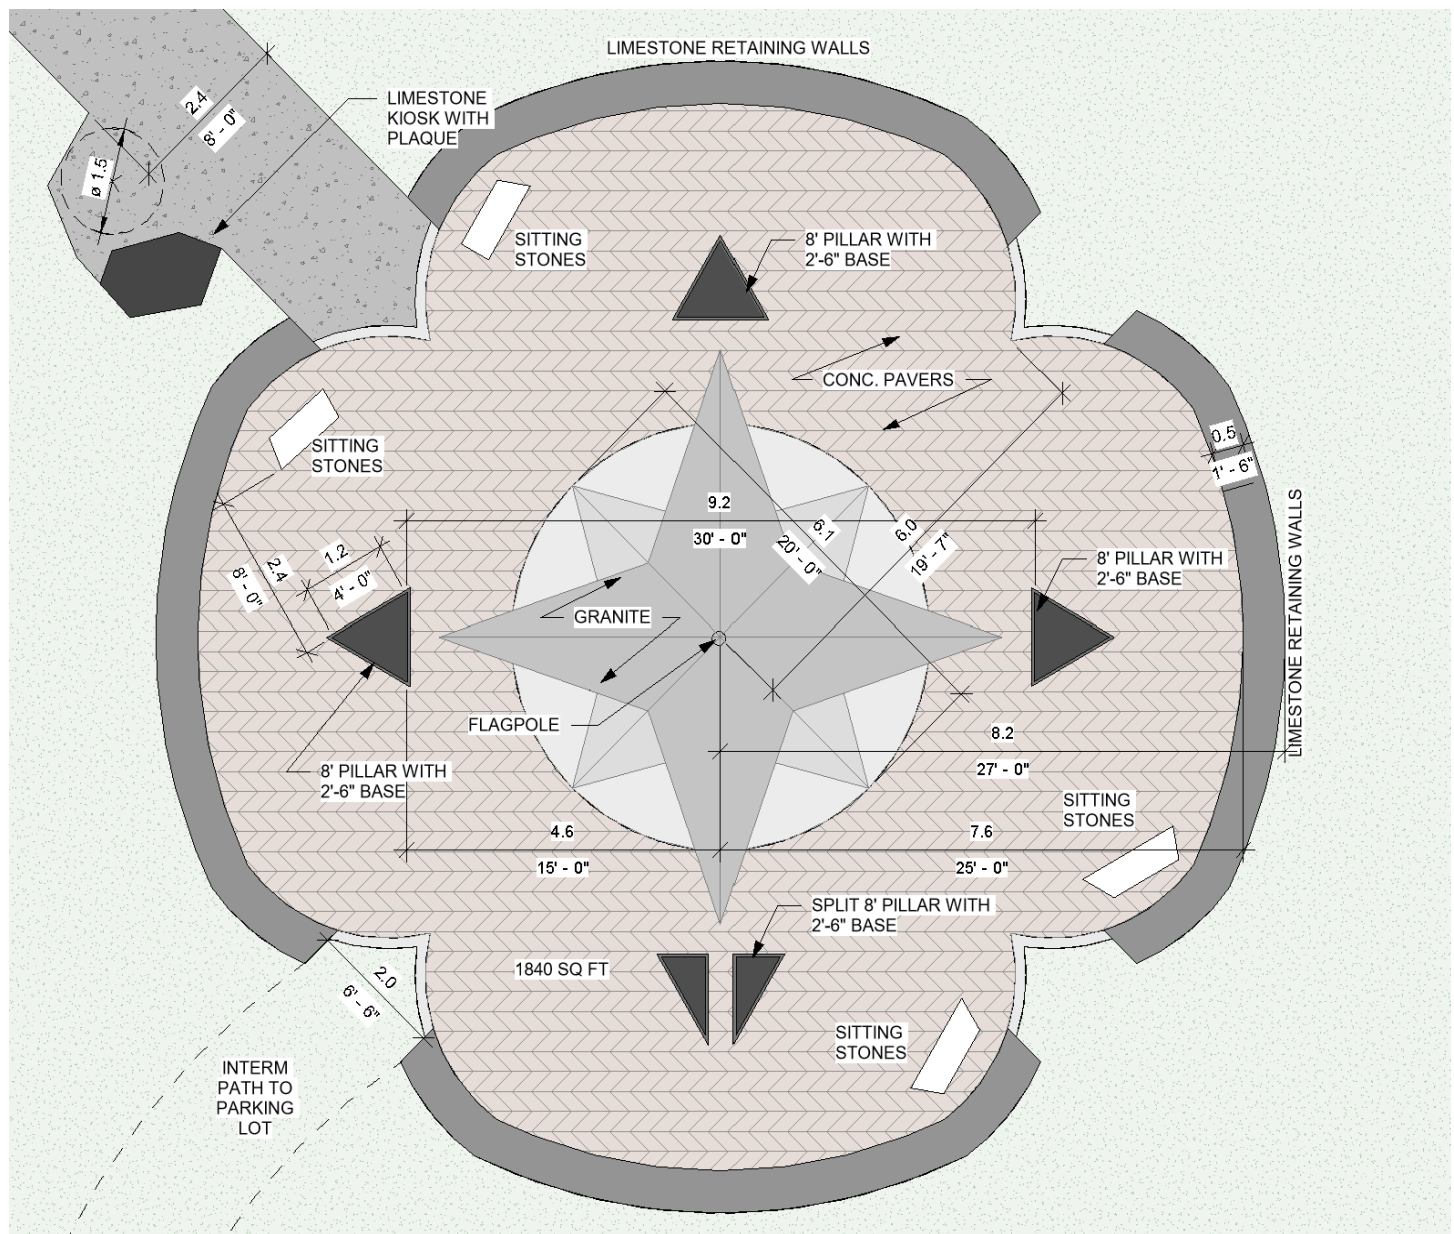 LIMESTONE RETAINING WALLS
2.4
8' - 0"
LIMESTONE
KIOSK WITH
PLAQUE
ø 1.5
SITTING
STONES
8' PILLAR WITH
2'-6" BASE
CONC. PAVERS
SITTING
STONES
0.5
1' - 6"
9.2
30' - 0"
6.1
20' - 0"
6.0
19' - 7"
LIMESTONE RETAINING WALLS
1.2
4' - 0"
2.4
8' - 0"
8' PILLAR WITH
2'-6" BASE
GRANITE
FLAGPOLE
8.2
27' - 0"
8' PILLAR WITH
2'-6" BASE
SITTING
STONES
4.6
15' - 0"
7.6
25' - 0"
SPLIT 8' PILLAR WITH
2'-6" BASE
1840 SQ FT
2.0
6' - 6"
SITTING
STONES
INTERM
PATH TO
PARKING
LOT